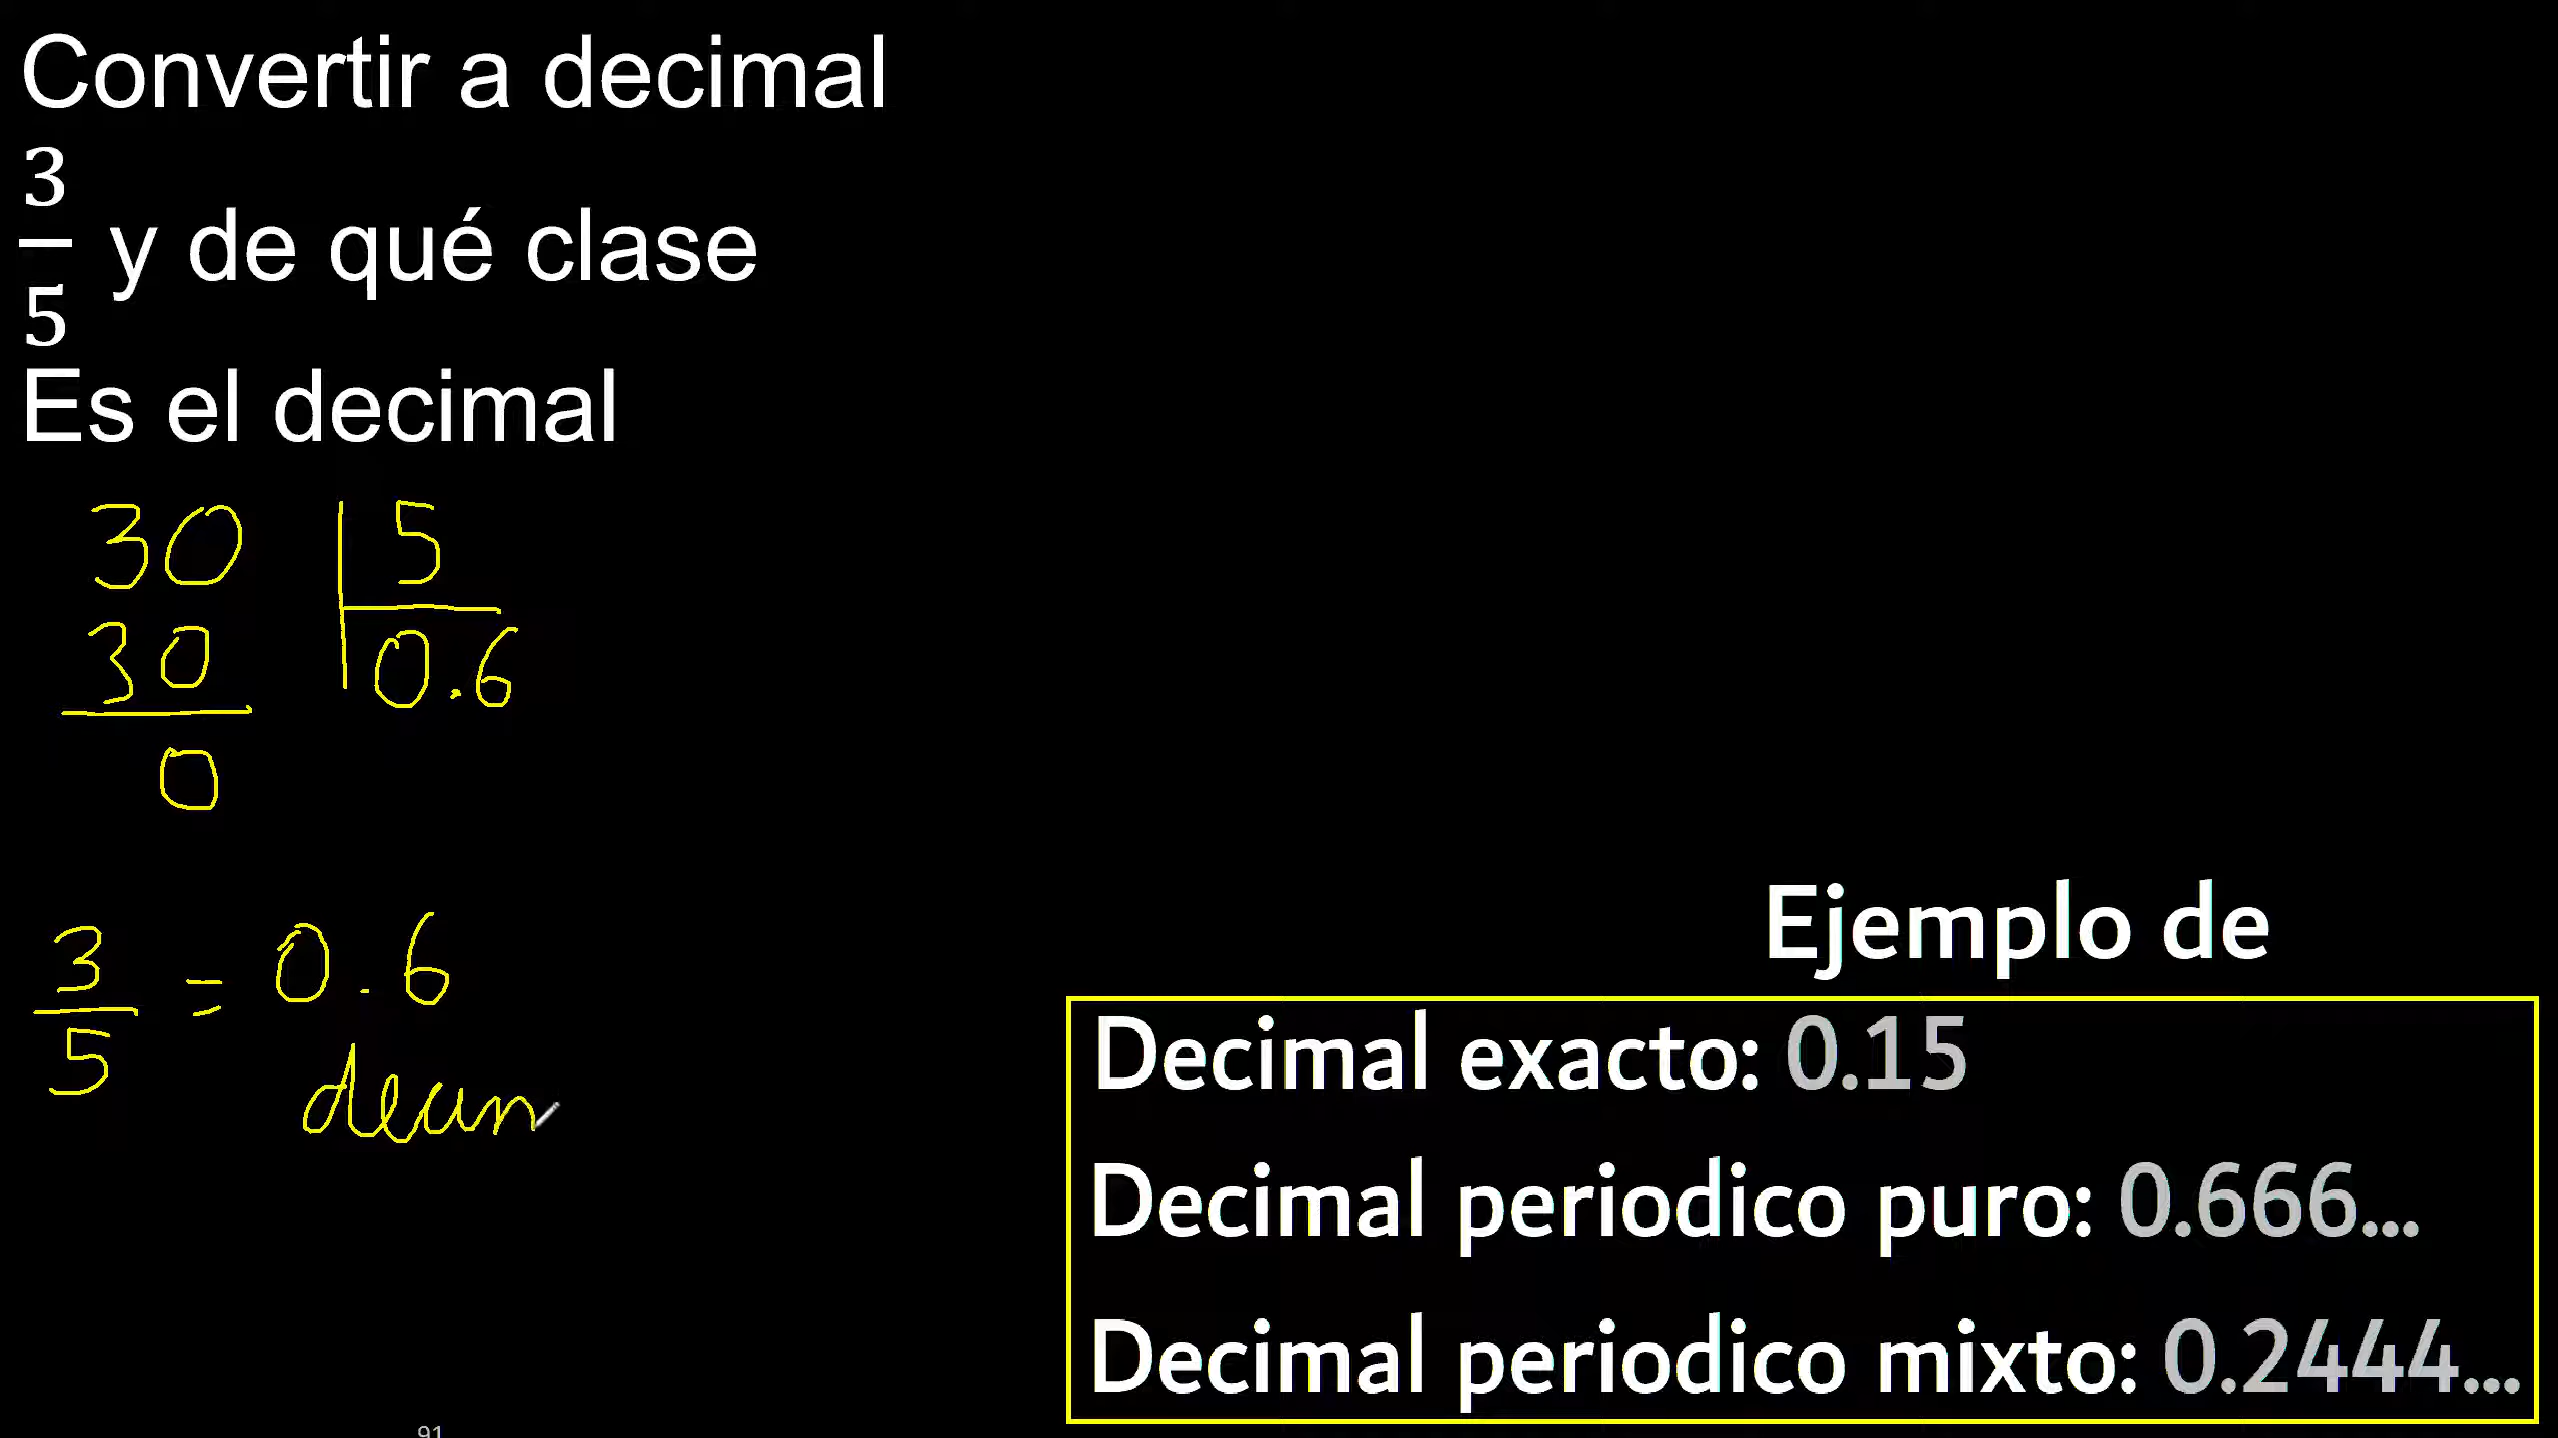 Convertir a decimal
3
5
y de qué clase
Es el decimal
30 5
30 0.6
0
3
5
= 0.6
Ejemplo de
Decimal exacto: 0.15
Decimal periodico puro: 0.666...
Decimal periodico mixto: 0.2444...
91